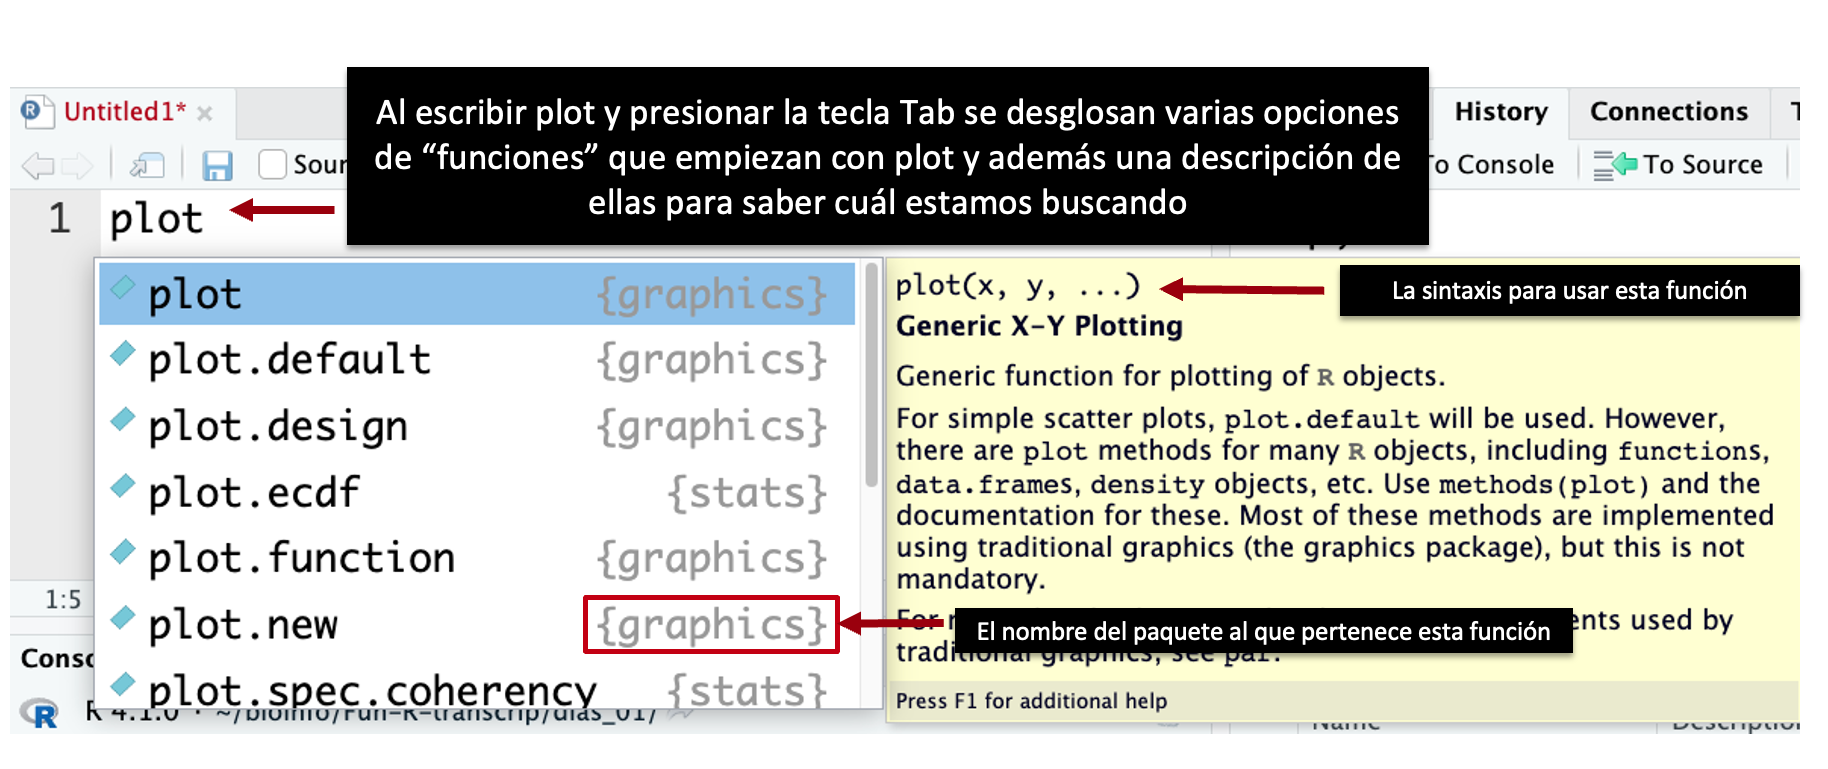 Untitled1*
Al escribir plot y presionar la tecla Tab se desglosan varias opciones
de “funciones” que empiezan con plot y además una descripción de
ellas para saber cuál estamos buscando
History
Connections
To Console
To Source
1
plot
plot {graphics}
plot.default {graphics}
plot.design {graphics}
plot.ecdf {stats}
plot.function {graphics}
plot.new {graphics}
plot.spec.coherency {stats}
plot(x, y, ...)
La sintaxis para usar esta función
Generic X-Y Plotting
Generic function for plotting of R objects.
For simple scatter plots, plot.default will be used. However,
there are plot methods for many R objects, including functions,
data.frames, density objects, etc. Use methods(plot) and the
documentation for these. Most of these methods are implemented
using traditional graphics (the graphics package), but this is not
mandatory.
For
used by
El nombre del paquete al que pertenece esta función
traditional graphics, see par.
Press F1 for additional help
1:5
R 4.1.0 · ~/bioinfo/Fun-R-transcrip/dias_01/
Name